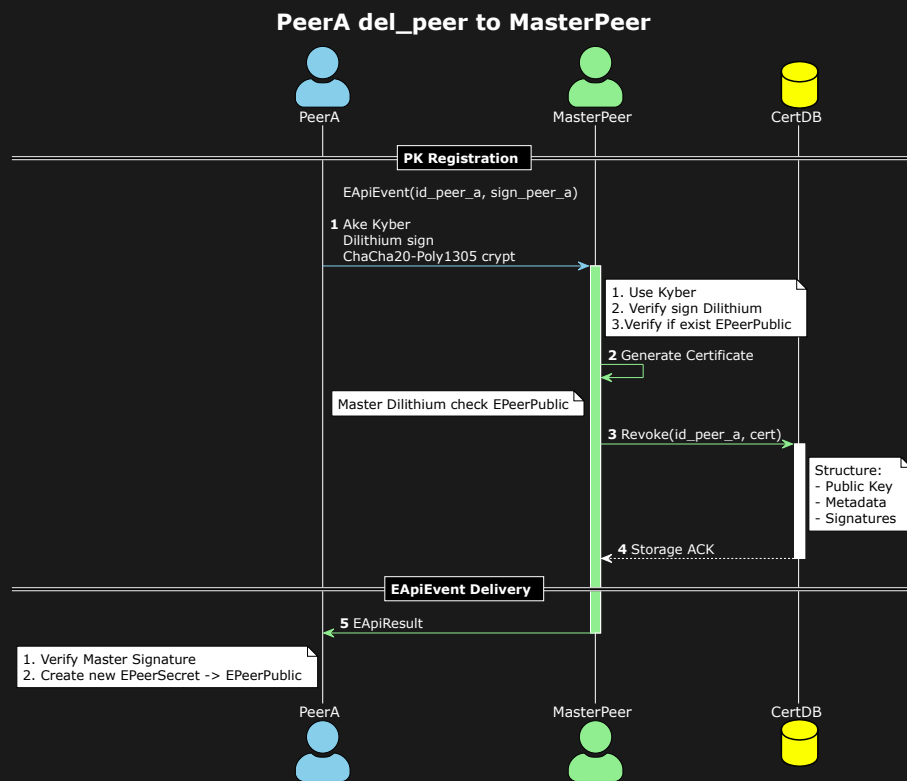 PeerA del_peer to MasterPeer
PeerA
MasterPeer
CertDB
PK Registration
EApiEvent(id_peer_a, sign_peer_a)
1 Ake Kyber
Dilithium sign
ChaCha20-Poly1305 crypt
1. Use Kyber
2. Verify sign Dilithium
3.Verify if exist EPeerPublic
2 Generate Certificate
Master Dilithium check EPeerPublic
3 Revoke(id_peer_a, cert)
Structure:
- Public Key
- Metadata
- Signatures
4 Storage ACK
EApiEvent Delivery
5 EApiResult
1. Verify Master Signature
2. Create new EPeerSecret -> EPeerPublic
PeerA
MasterPeer
CertDB